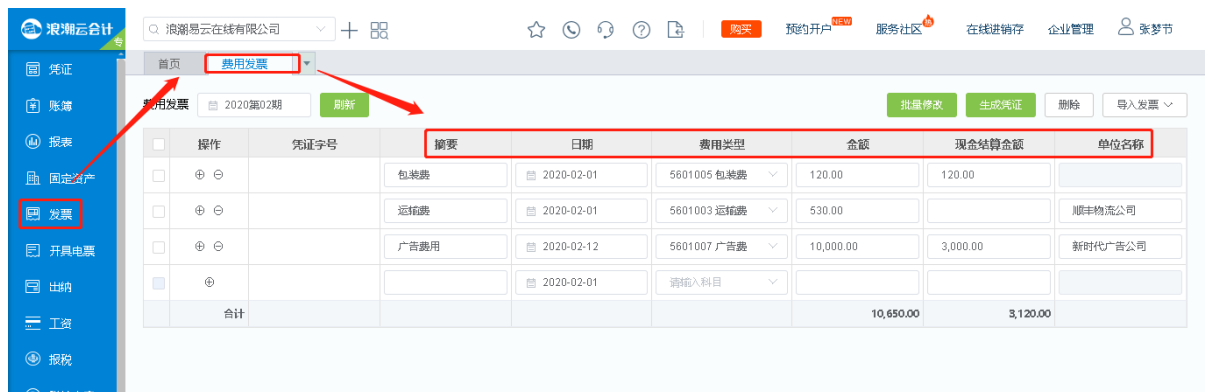 浪潮云会计
专
浪潮易云在线有限公司
购买
预约开户 NEW
服务社区
在线进销存
企业管理
张梦节
凭证
账簿
报表
固定资产
发票
开具电票
出纳
工资
报税
首页
费用发票
费用发票
2020第02期
刷新
批量修改
生成凭证
删除
导入发票
操作 凭证字号 摘要 日期 费用类型 金额 现金结算金额 单位名称
包装费 2020-02-01 5601005 包装费 120.00 120.00
运输费 2020-02-01 5601003 运输费 530.00 顺丰物流公司
广告费用 2020-02-12 5601007 广告费 10,000.00 3,000.00 新时代广告公司
2020-02-01 请输入科目
合计 10,650.00 3,120.00